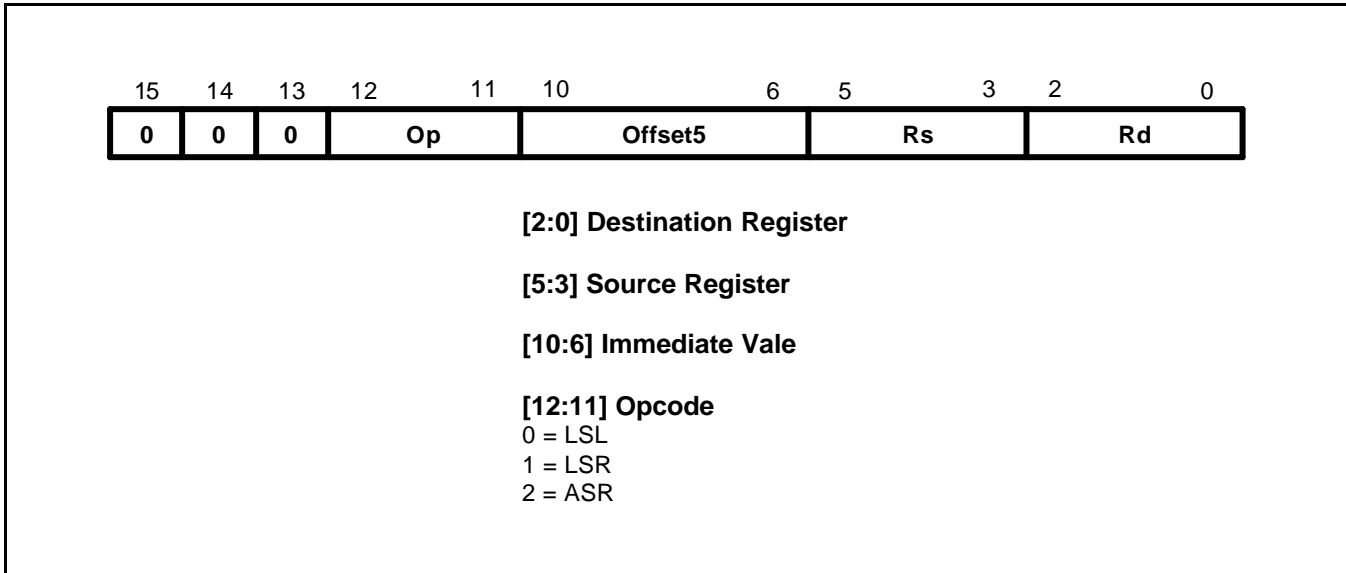 15 14 13 12 11 10 6 5 3 2 0
0 0 0 Op Offset5 Rs Rd
[2:0] Destination Register
[5:3] Source Register
[10:6] Immediate Vale
[12:11] Opcode
0 = LSL
1 = LSR
2 = ASR